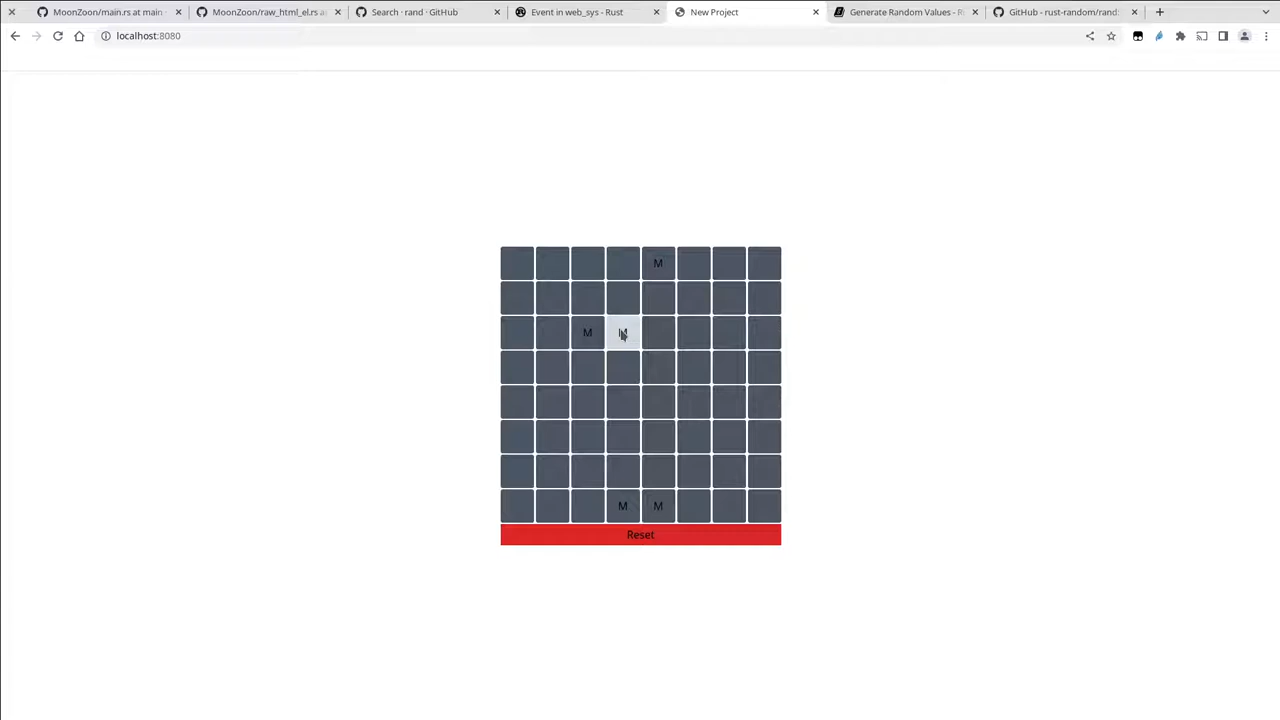 MoonZoon/main.rs at main ·
MoonZoon/raw_html_el.rs a
Search · rand · GitHub
Event in web_sys - Rust
New Project
Generate Random Values - R
GitHub - rust-random/rand:
localhost:8080
M
M M
M M
Reset